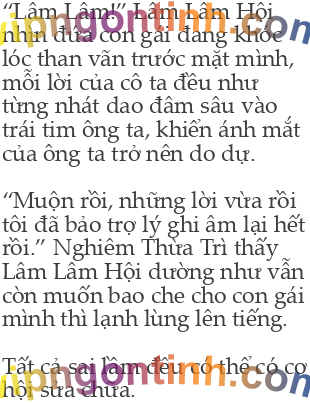 “Lâm Lâm!” Lâm Lâm Hội
nhìn đứa con gái đang khóc
lóc than vãn trước mặt mình,
mỗi lời của cô ta đều như
từng nhát dao đâm sâu vào
trái tim ông ta, khiến ánh mắt
của ông ta trở nên do dự.
“Muộn rồi, những lời vừa rồi
tôi đã bảo trợ lý ghi âm lại hết
rồi.” Nghiêm Thừa Trì thấy
Lâm Lâm Hội dường như vẫn
còn muốn bao che cho con gái
mình thì lạnh lùng lên tiếng.
Tất cả sai lầm đều có thể có cơ
hội sửa chữa.